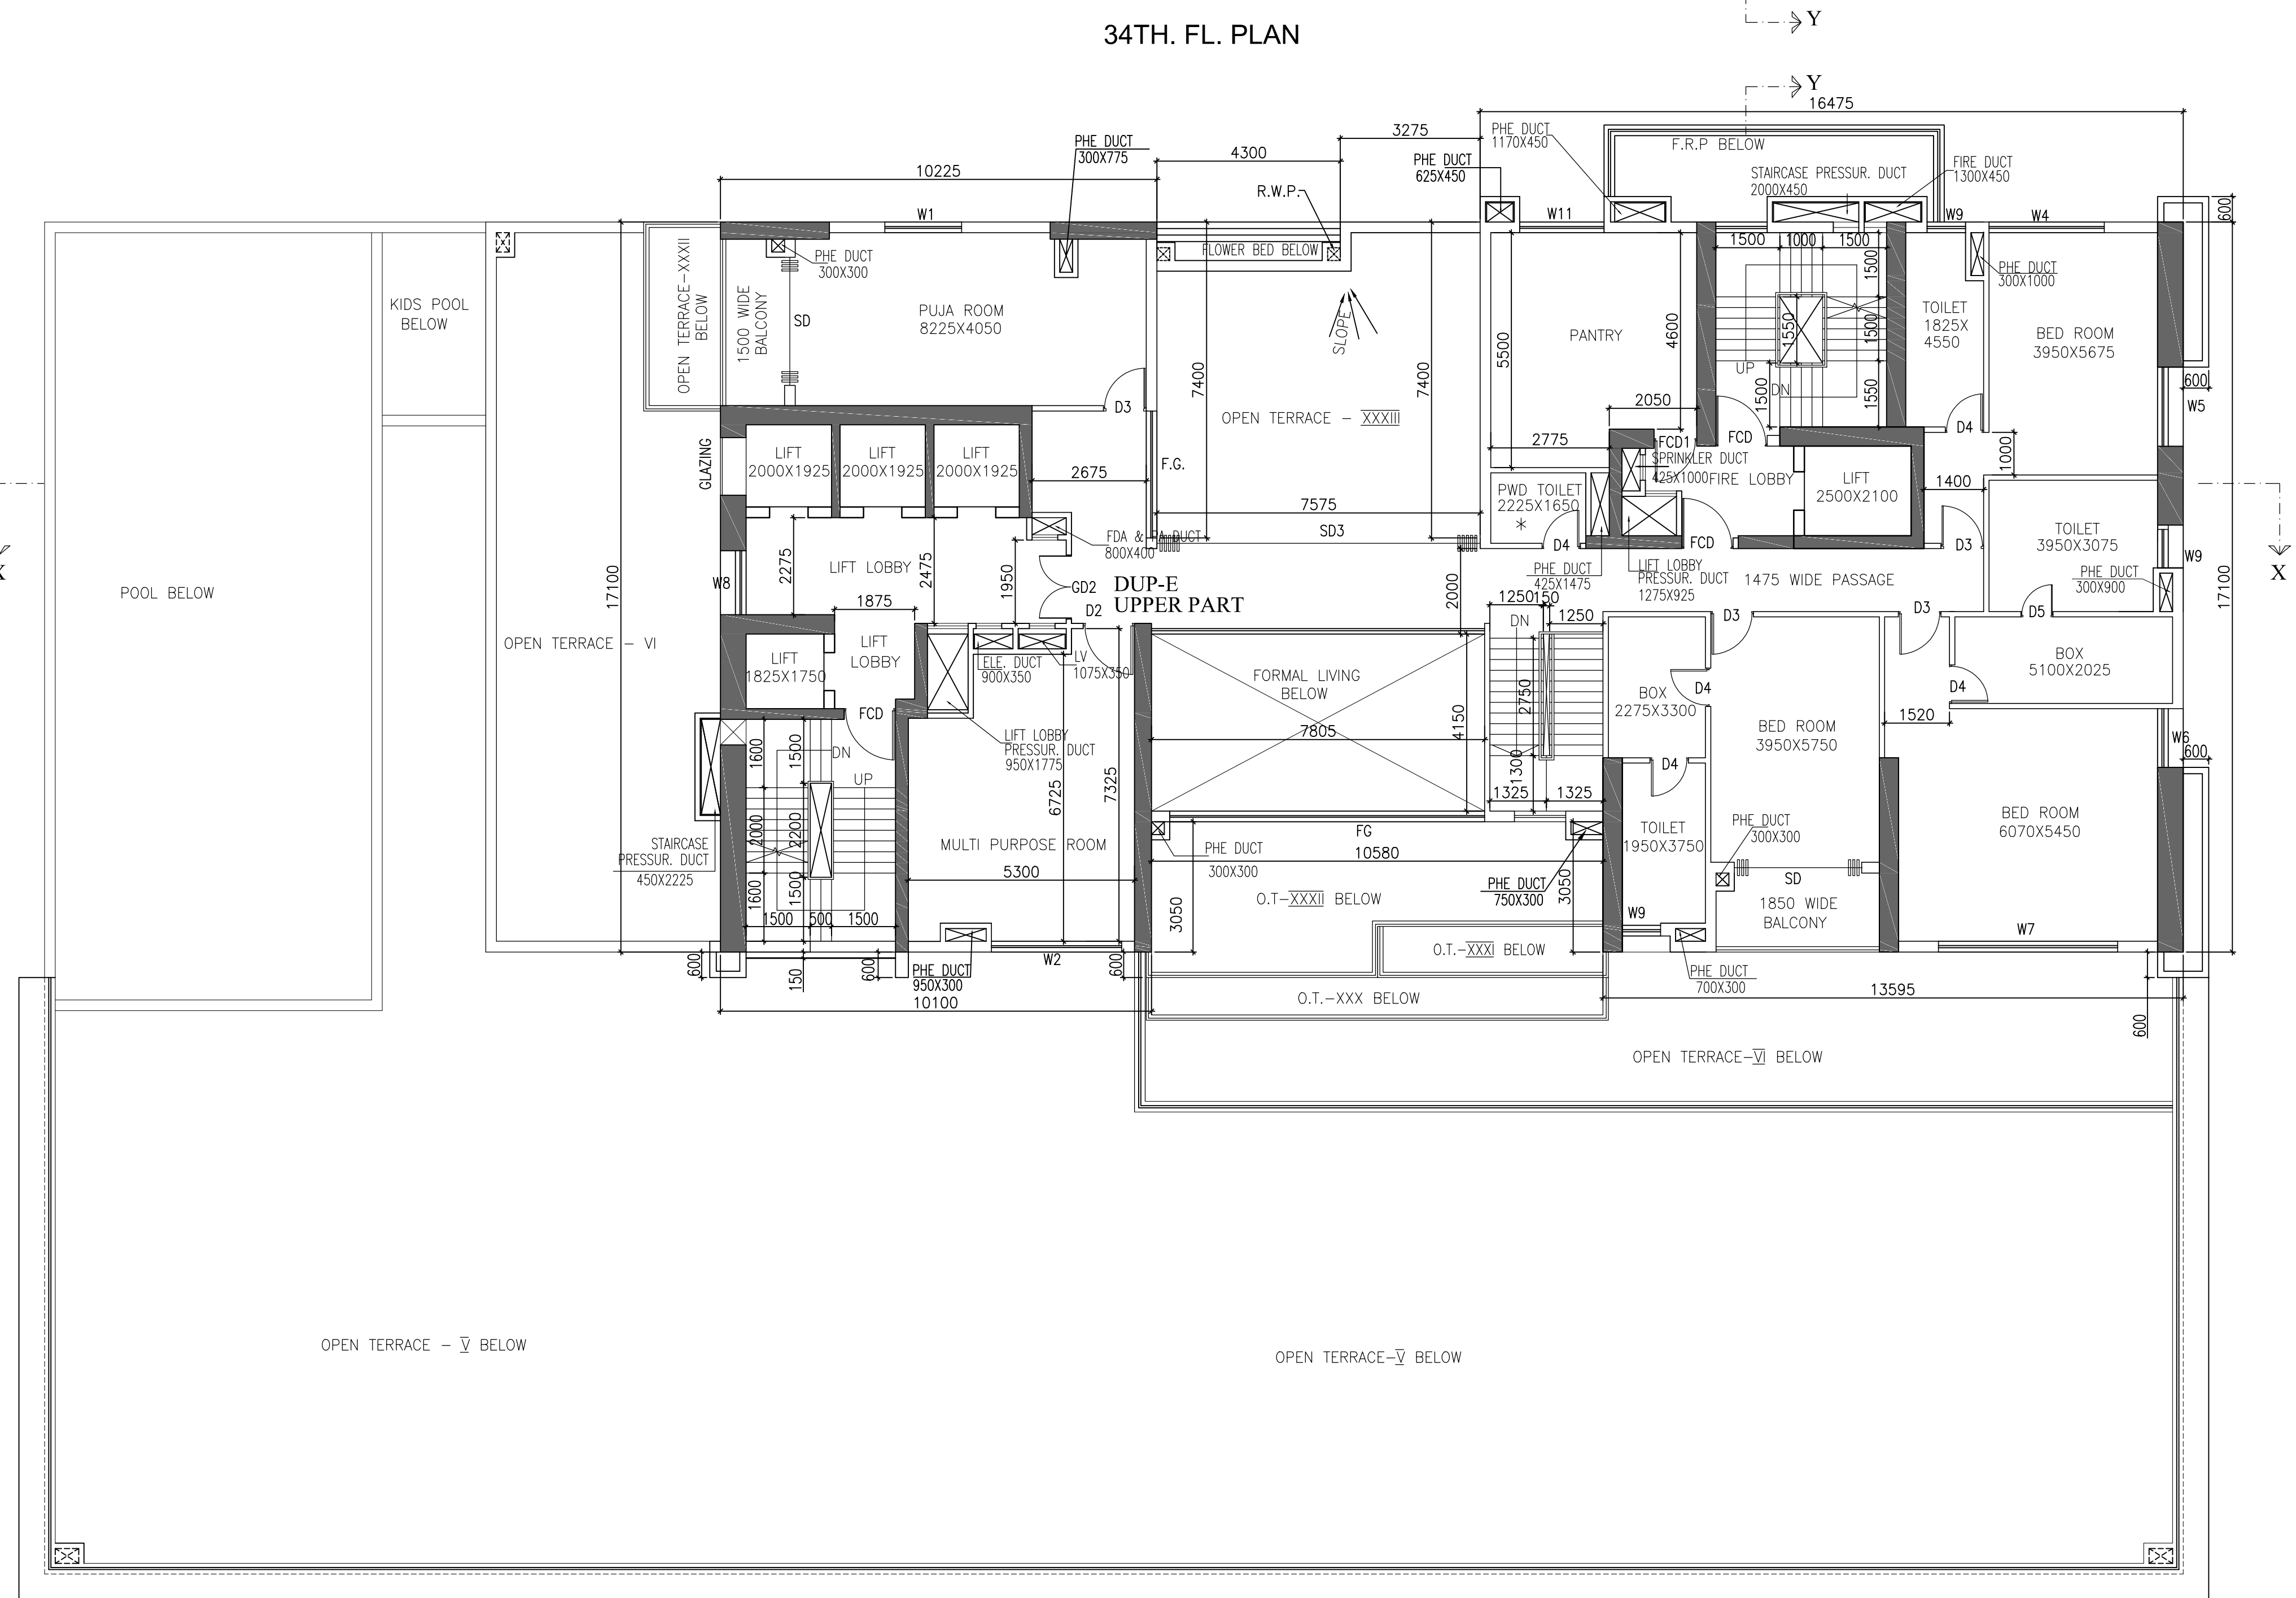 34TH. FL. PLAN
Y
Y
16475
3275
4300
10225
PHE DUCT
300X775
PHE DUCT
625X450
PHE DUCT
1170X450
F.R.P BELOW
STAIRCASE PRESSUR. DUCT
2000X450
FIRE DUCT
1300X450
R.W.P.
W1
W11
W9
W4
600
KIDS POOL
BELOW
OPEN TERRACE-XXXII
BELOW
1500 WIDE
BALCONY
SD
PHE DUCT
300X300
PUJA ROOM
8225X4050
D3
FLOWER BED BELOW
SLOPE
7400
7400
OPEN TERRACE - XXXIII
F.G.
7575
SD3
5500
PANTRY
4600
2050
2775
1500
1000
1500
1500
1550
1500
1500
1550
UP
DN
TOILET
1825X
4550
PHE DUCT
300X1000
BED ROOM
3950X5675
600
W5
D4
1000
FCD
FCD1
SPRINKLER DUCT
425X1000
FIRE LOBBY
LIFT
2500X2100
1400
PWD TOILET
2225X1650
*
D4
FCD
D3
TOILET
3950X3075
W9
PHE DUCT
300X900
X
X
17100
GLAZING
LIFT
2000X1925
LIFT
2000X1925
LIFT
2000X1925
2675
FDA & PA DUCT
800X400
POOL BELOW
OPEN TERRACE - VI
17100
W8
2275
LIFT LOBBY
2475
1950
GD2
D2
DUP-E
UPPER PART
1875
LIFT
LOBBY
LIFT
1825X1750
FCD
ELE. DUCT
900X350
LV
1075X350
2000
PHE DUCT
425X1475
LIFT LOBBY
PRESSUR. DUCT
1275X925
1475 WIDE PASSAGE
1250
150
1250
DN
D3
D3
D5
BOX
5100X2025
FORMAL LIVING
BELOW
7805
4150
2750
1300
1325
1325
BOX
2275X3300
D4
D4
BED ROOM
3950X5750
D4
1520
W6
600
LIFT LOBBY
PRESSUR. DUCT
950X1775
6725
7325
DN
UP
1600
1500
2000
2200
1600
1500
1500
500
1500
STAIRCASE
PRESSUR. DUCT
450X2225
MULTI PURPOSE ROOM
5300
PHE DUCT
300X300
FG
10580
O.T-XXXII BELOW
PHE DUCT
750X300
3050
3050
TOILET
1950X3750
PHE DUCT
300X300
SD
1850 WIDE
BALCONY
BED ROOM
6070X5450
W7
W9
W2
600
150
600
600
PHE DUCT
950X300
10100
O.T.-XXXI BELOW
O.T.-XXX BELOW
PHE DUCT
700X300
13595
600
OPEN TERRACE-VI BELOW
OPEN TERRACE - V BELOW
OPEN TERRACE-V BELOW